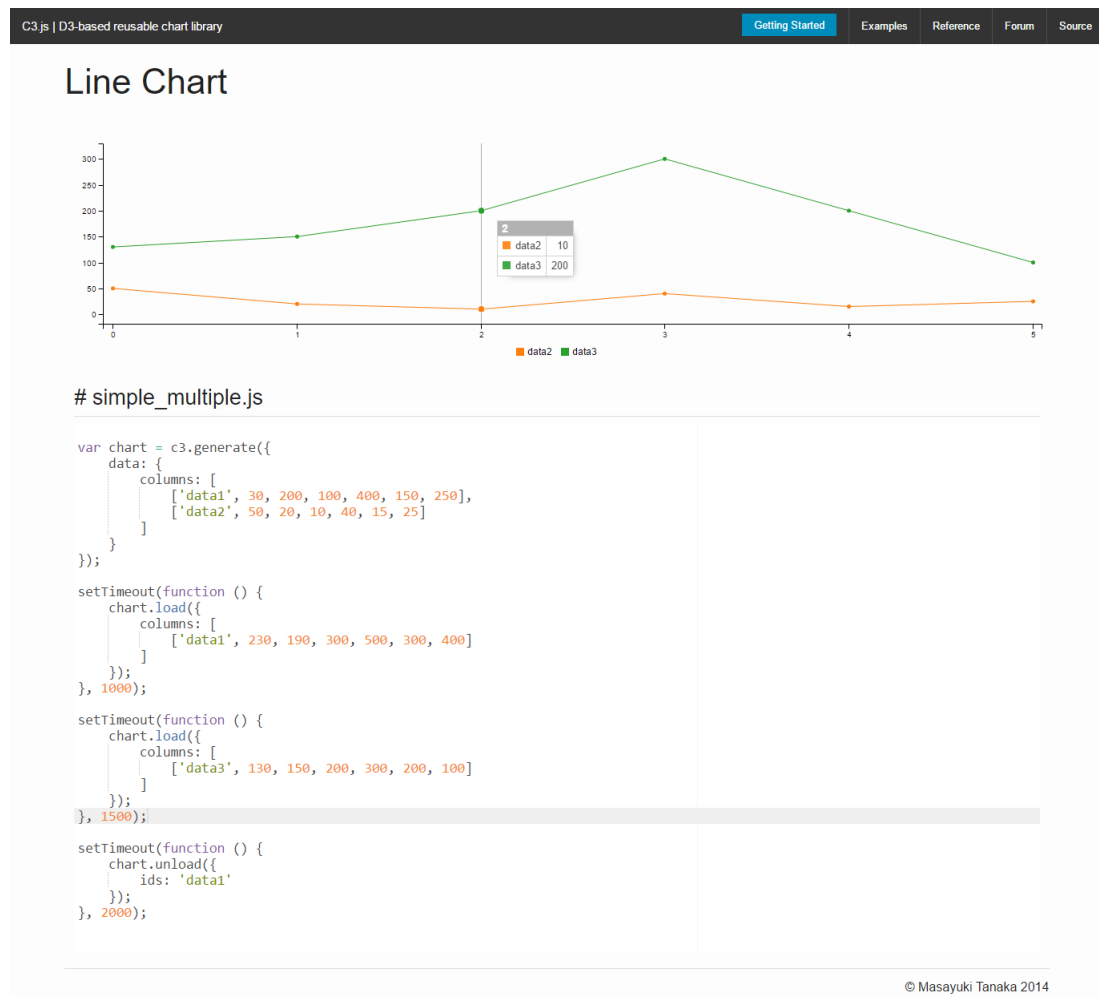 C3.js | D3-based reusable chart library Getting Started Examples Reference Forum Source
Line Chart
300
250
200
150
100
50
0
2
data2 10
data3 200
0 1 2 3 4 5
data2 data3
# simple_multiple.js
var chart = c3.generate({
    data: {
        columns: [
            ['data1', 30, 200, 100, 400, 150, 250],
            ['data2', 50, 20, 10, 40, 15, 25]
        ]
    }
});
setTimeout(function () {
    chart.load({
        columns: [
            ['data1', 230, 190, 300, 500, 300, 400]
        ]
    });
}, 1000);
setTimeout(function () {
    chart.load({
        columns: [
            ['data3', 130, 150, 200, 300, 200, 100]
        ]
    });
}, 1500);
setTimeout(function () {
    chart.unload({
        ids: 'data1'
    });
}, 2000);
© Masayuki Tanaka 2014